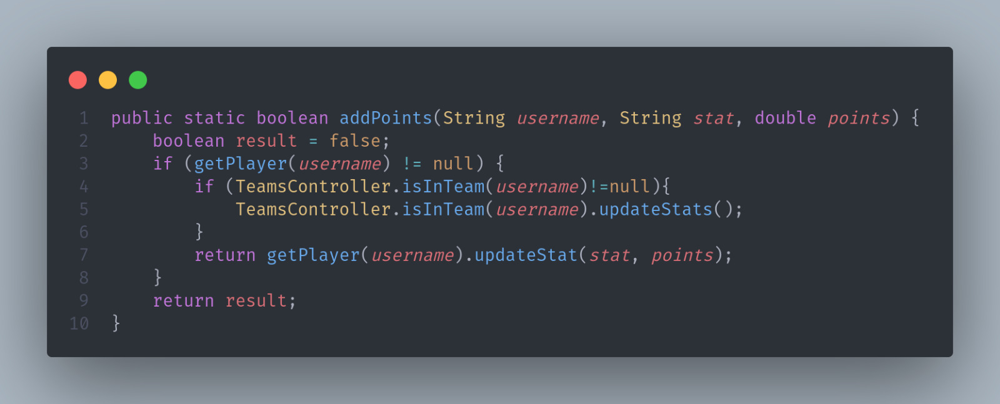 1 public static boolean addPoints(String username, String stat, double points) {
2     boolean result = false;
3     if (getPlayer(username) != null) {
4         if (TeamsController.isInTeam(username)!=null){
5             TeamsController.isInTeam(username).updateStats();
6         }
7         return getPlayer(username).updateStat(stat, points);
8     }
9     return result;
10 }